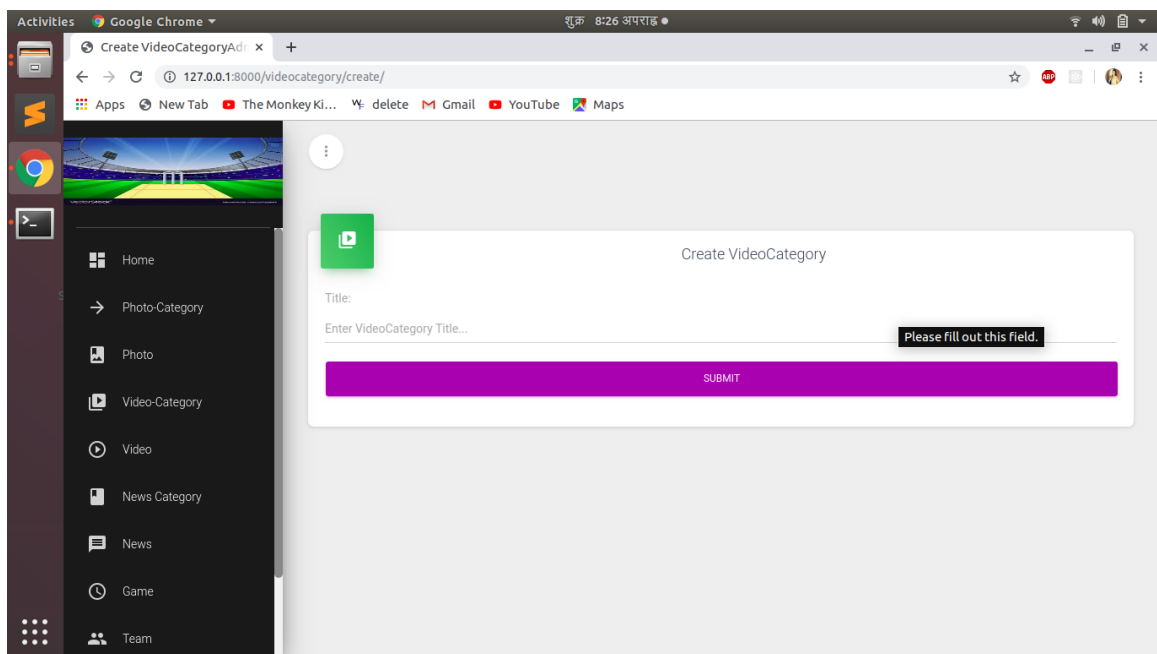 Activities Google Chrome शुक्र 8:26 अपराह्न
Create VideoCategoryAdr
127.0.0.1:8000/videocategory/create/
ABP
Apps New Tab The Monkey Ki... delete Gmail YouTube Maps
Create VideoCategory
Title:
Enter VideoCategory Title...
Please fill out this field.
SUBMIT
Home
Photo-Category
Photo
Video-Category
Video
News Category
News
Game
Team